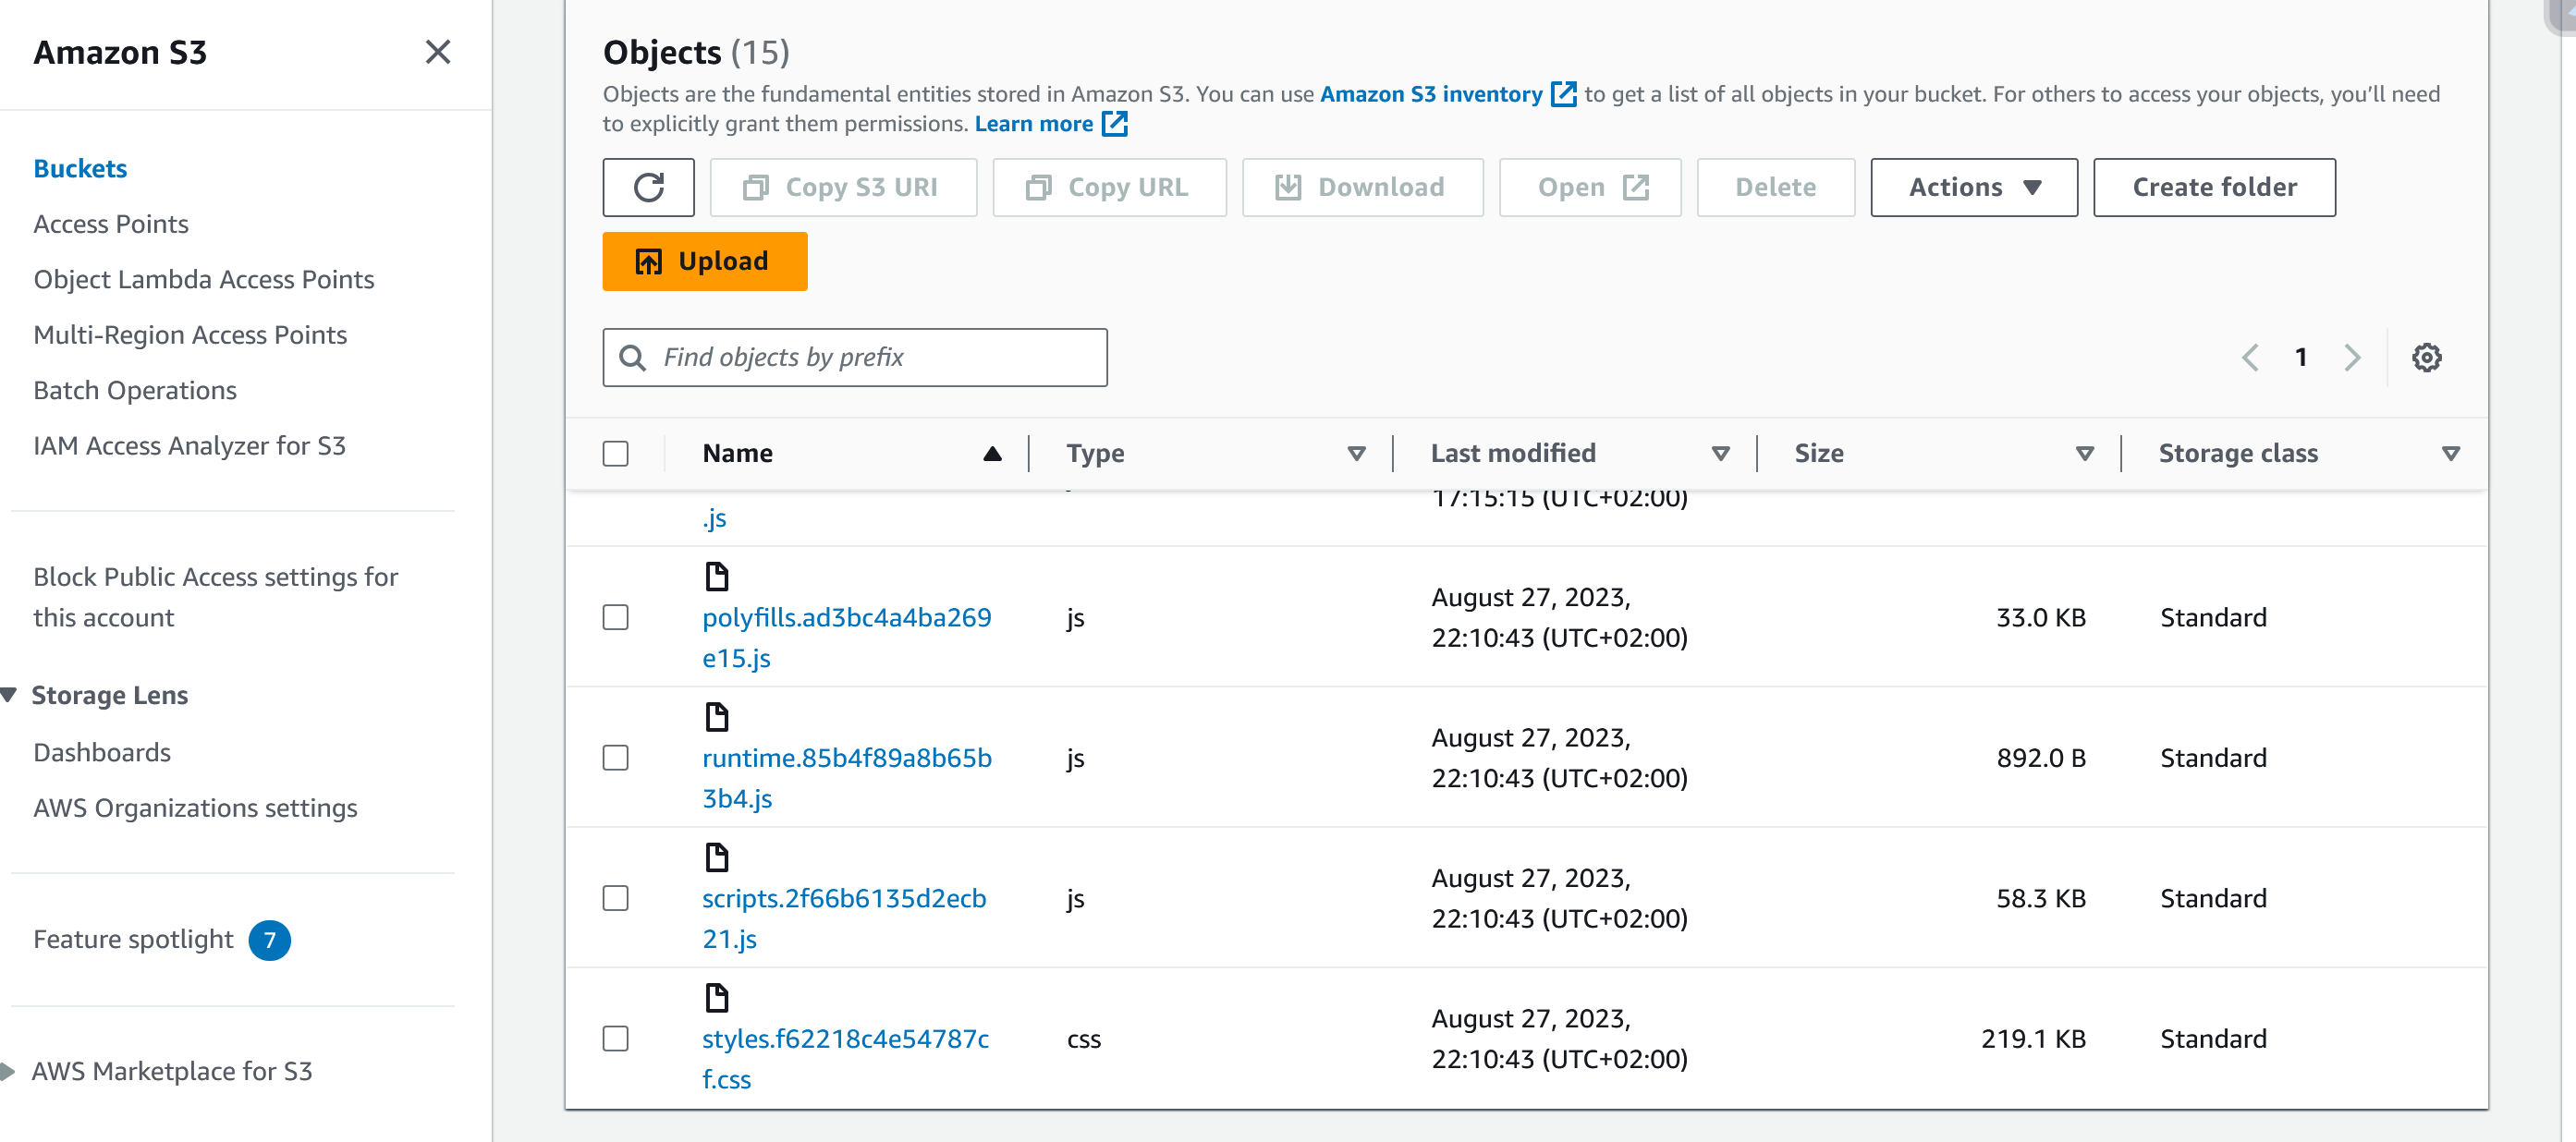 Amazon S3
Buckets
Access Points
Object Lambda Access Points
Multi-Region Access Points
Batch Operations
IAM Access Analyzer for S3
Block Public Access settings for
this account
Storage Lens
Dashboards
AWS Organizations settings
Feature spotlight 7
AWS Marketplace for S3
Objects (15)
Objects are the fundamental entities stored in Amazon S3. You can use Amazon S3 inventory to get a list of all objects in your bucket. For others to access your objects, you’ll need
to explicitly grant them permissions. Learn more
Copy S3 URI Copy URL Download Open Delete Actions Create folder
Upload
Find objects by prefix 1
Name Type Last modified Size Storage class
17:15:15 (UTC+02:00)
.js
August 27, 2023,
polyfills.ad3bc4a4ba269 js 33.0 KB Standard
22:10:43 (UTC+02:00)
e15.js
August 27, 2023,
runtime.85b4f89a8b65b js 892.0 B Standard
22:10:43 (UTC+02:00)
3b4.js
August 27, 2023,
scripts.2f66b6135d2ecb js 58.3 KB Standard
22:10:43 (UTC+02:00)
21.js
August 27, 2023,
styles.f62218c4e54787c css 219.1 KB Standard
22:10:43 (UTC+02:00)
f.css